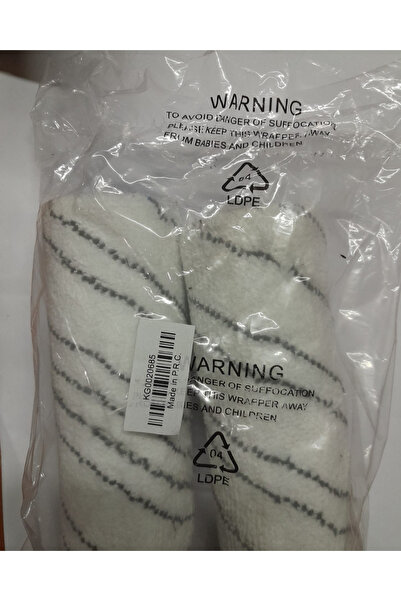 WARNING
TO AVOID DANGER OF SUFFOCATION
PLEASE KEEP THIS WRAPPER AWAY
FROM BABIES AND CHILDREN
04
LDPE
KG0020685
Made in P.R.C.
WARNING
DANGER OF SUFFOCATION
THIS WRAPPER AWAY
BABIES AND CHILDREN
04
LDPE